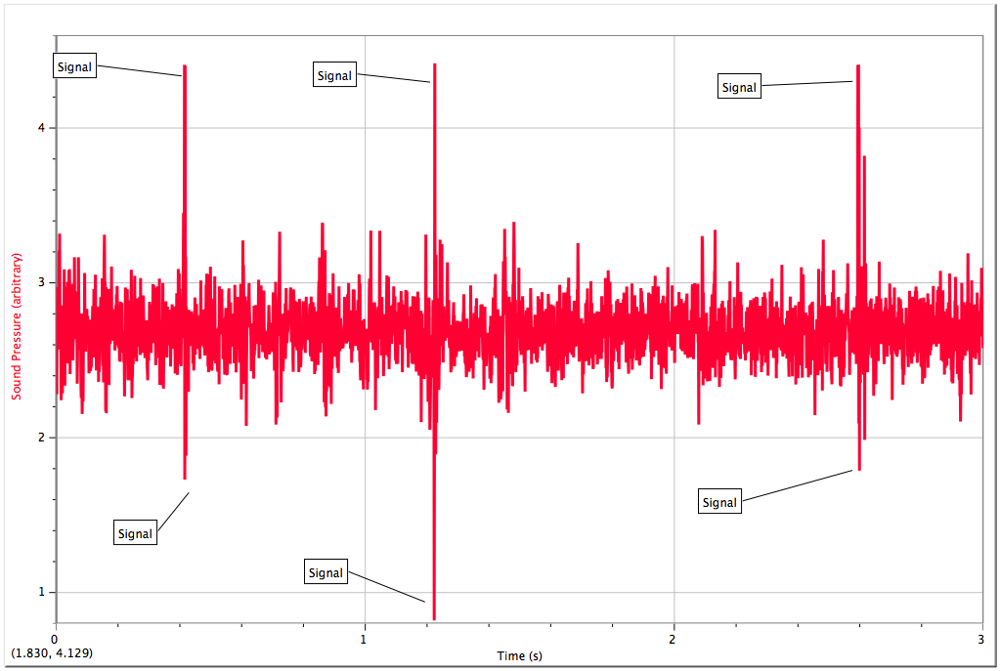 Signal
Signal
Signal
4
3
Sound Pressure (arbitrary)
2
Signal
Signal
Signal
1
0
1
2
3
(1.830, 4.129)
Time (s)